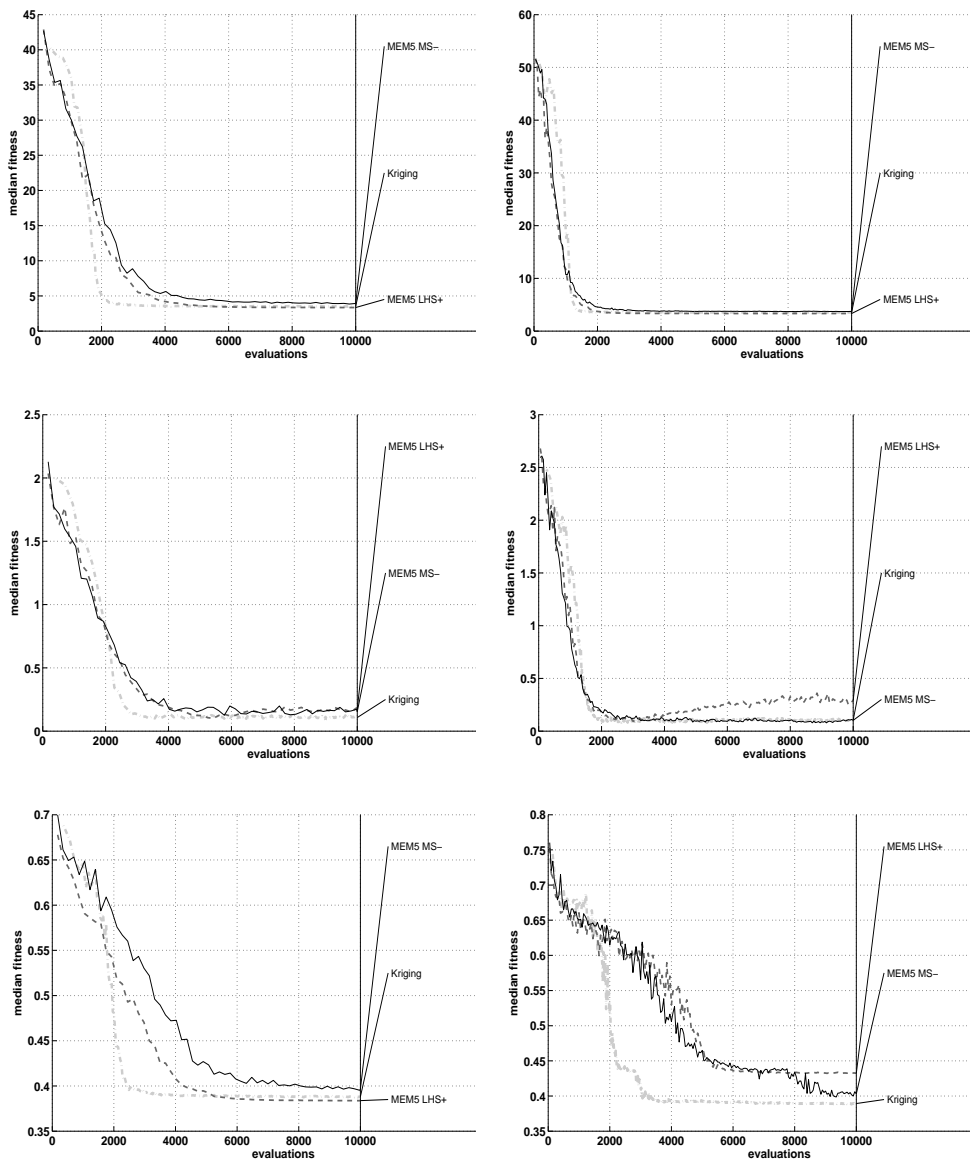 45
40
35
30
25
20
15
10
5
0
median fitness
0 2000 4000 6000 8000 10000
evaluations
MEM5 MS−
Kriging
MEM5 LHS+
60
50
40
30
20
10
0
median fitness
0 2000 4000 6000 8000 10000
evaluations
MEM5 MS−
Kriging
MEM5 LHS+
2.5
2
1.5
1
0.5
0
median fitness
0 2000 4000 6000 8000 10000
evaluations
MEM5 LHS+
MEM5 MS−
Kriging
3
2.5
2
1.5
1
0.5
0
median fitness
0 2000 4000 6000 8000 10000
evaluations
MEM5 LHS+
Kriging
MEM5 MS−
0.7
0.65
0.6
0.55
0.5
0.45
0.4
0.35
median fitness
0 2000 4000 6000 8000 10000
evaluations
MEM5 MS−
Kriging
MEM5 LHS+
0.8
0.75
0.7
0.65
0.6
0.55
0.5
0.45
0.4
0.35
median fitness
0 2000 4000 6000 8000 10000
evaluations
MEM5 LHS+
MEM5 MS−
Kriging